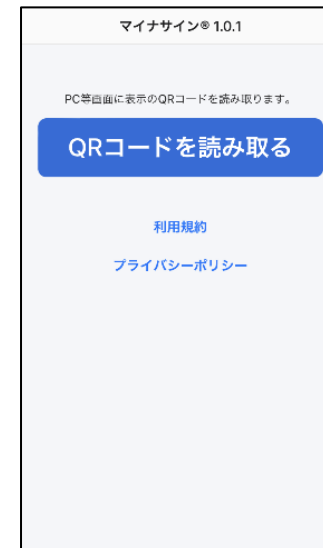 マイナサイン® 1.0.1
PC等画面に表示のQRコードを読み取ります。
QRコードを読み取る
利用規約
プライバシーポリシー